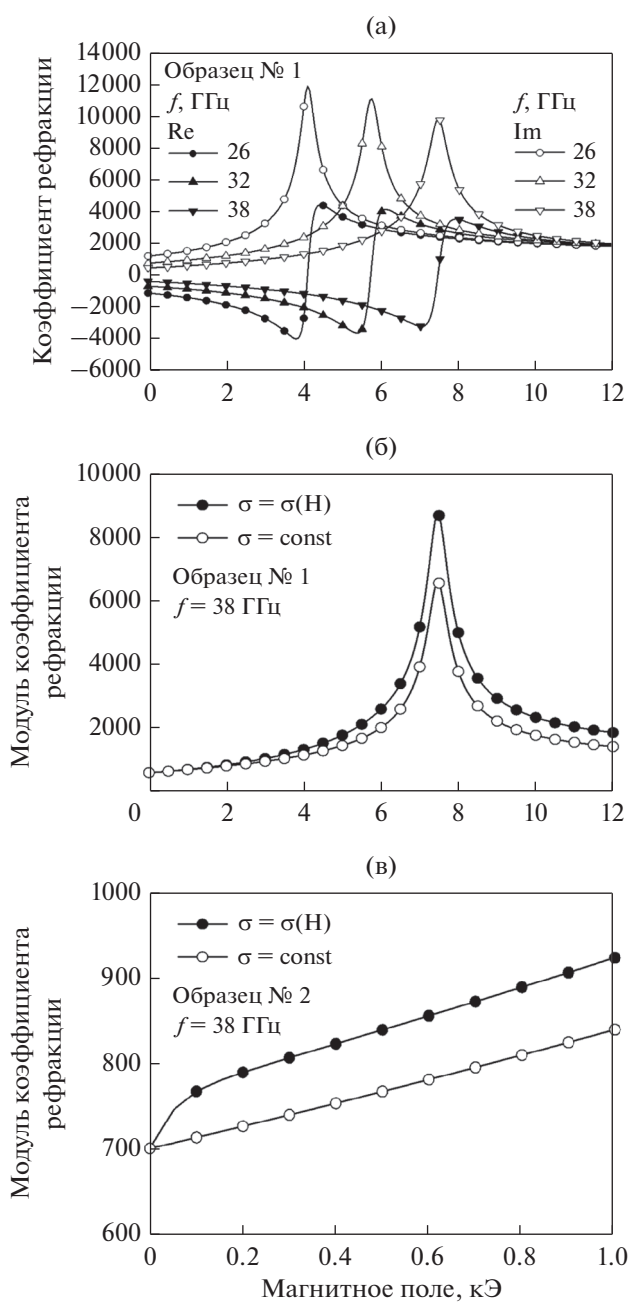 (а)
14000
12000
10000
8000
6000
4000
2000
0
−2000
−4000
−6000
Коэффициент рефракции
Образец № 1
f, ГГц
Re
26
32
38
f, ГГц
Im
26
32
38
0 2 4 6 8 10 12
(б)
10000
8000
6000
4000
2000
Модуль коэффициента
рефракции
σ = σ(H)
σ = const
Образец № 1
f = 38 ГГц
0 2 4 6 8 10 12
(в)
1000
900
800
700
600
Модуль коэффициента
рефракции
σ = σ(H)
σ = const
Образец № 2
f = 38 ГГц
0 0.2 0.4 0.6 0.8 1.0
Магнитное поле, кЭ